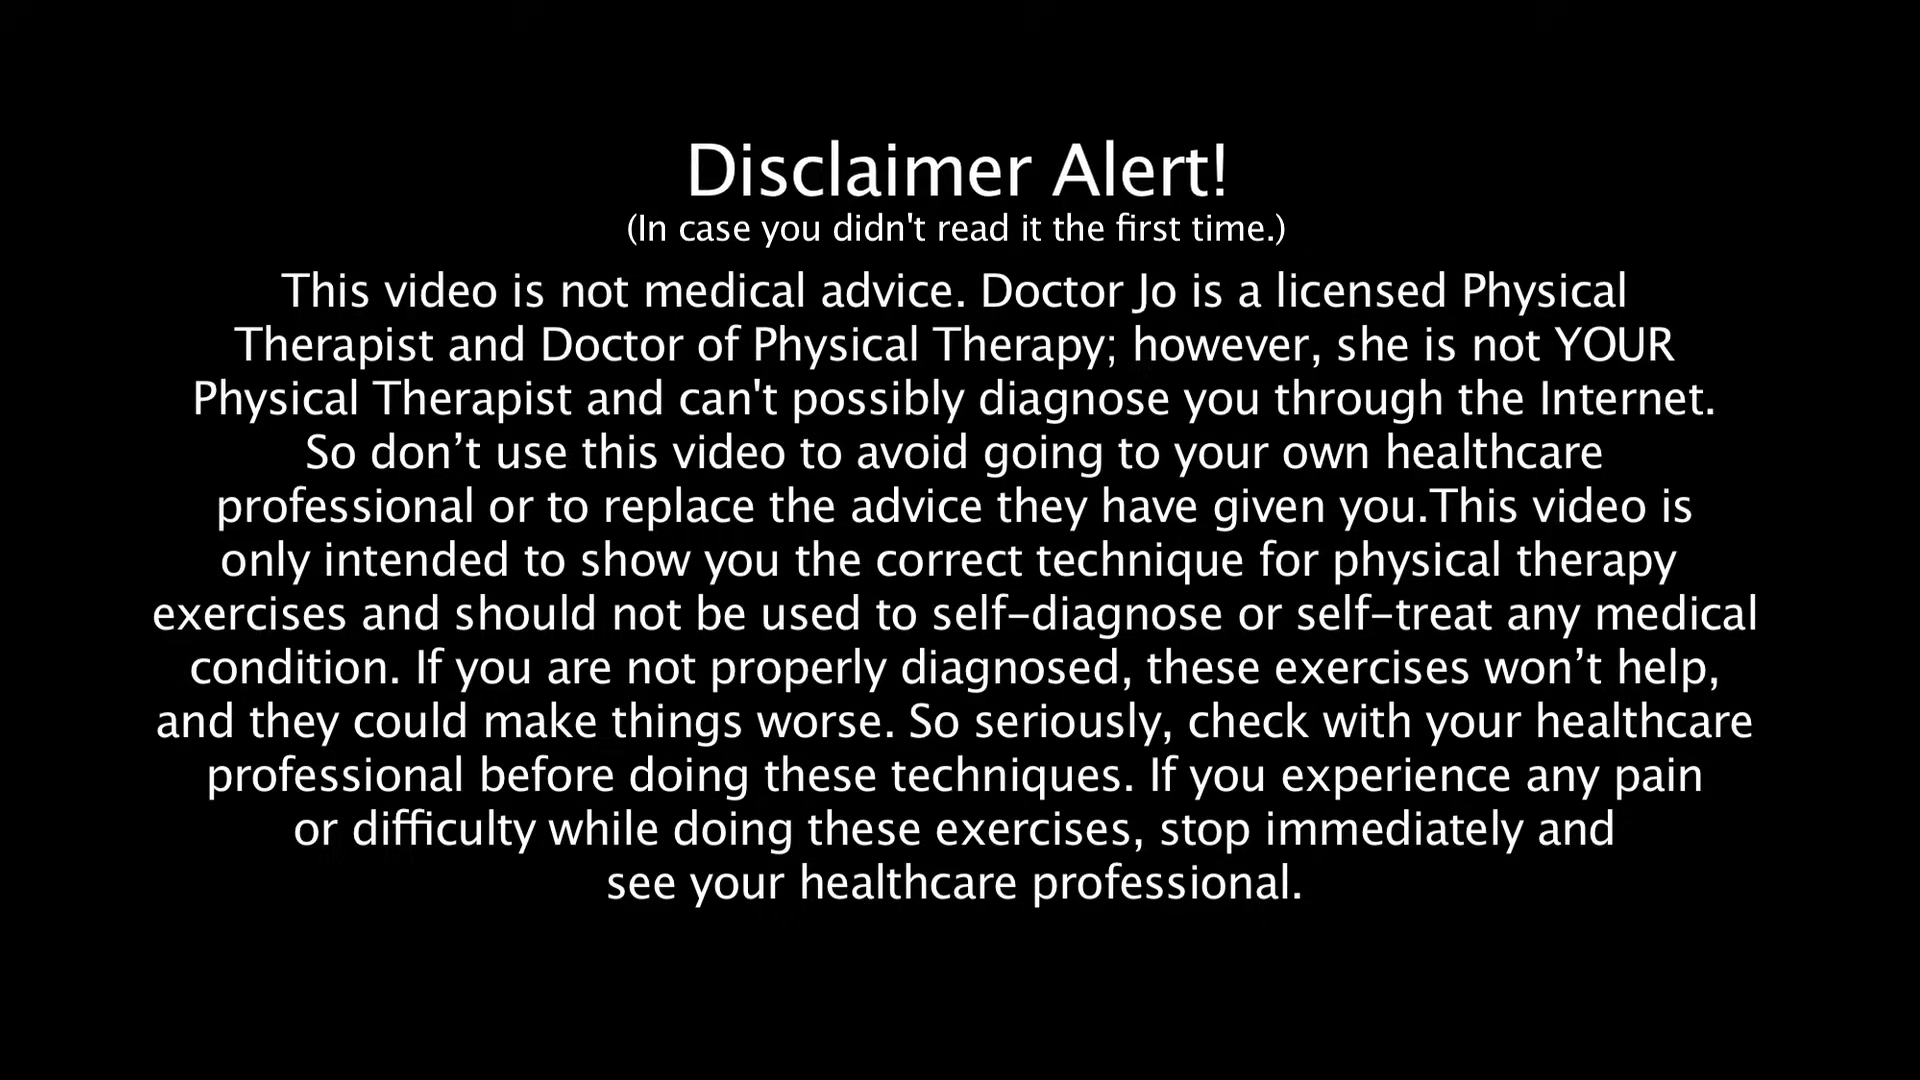 Disclaimer Alert!
(In case you didn't read it the first time.)
This video is not medical advice. Doctor Jo is a licensed Physical
Therapist and Doctor of Physical Therapy; however, she is not YOUR
Physical Therapist and can't possibly diagnose you through the Internet.
So don’t use this video to avoid going to your own healthcare
professional or to replace the advice they have given you.This video is
only intended to show you the correct technique for physical therapy
exercises and should not be used to self–diagnose or self–treat any medical
condition. If you are not properly diagnosed, these exercises won’t help,
and they could make things worse. So seriously, check with your healthcare
professional before doing these techniques. If you experience any pain
or difficulty while doing these exercises, stop immediately and
see your healthcare professional.